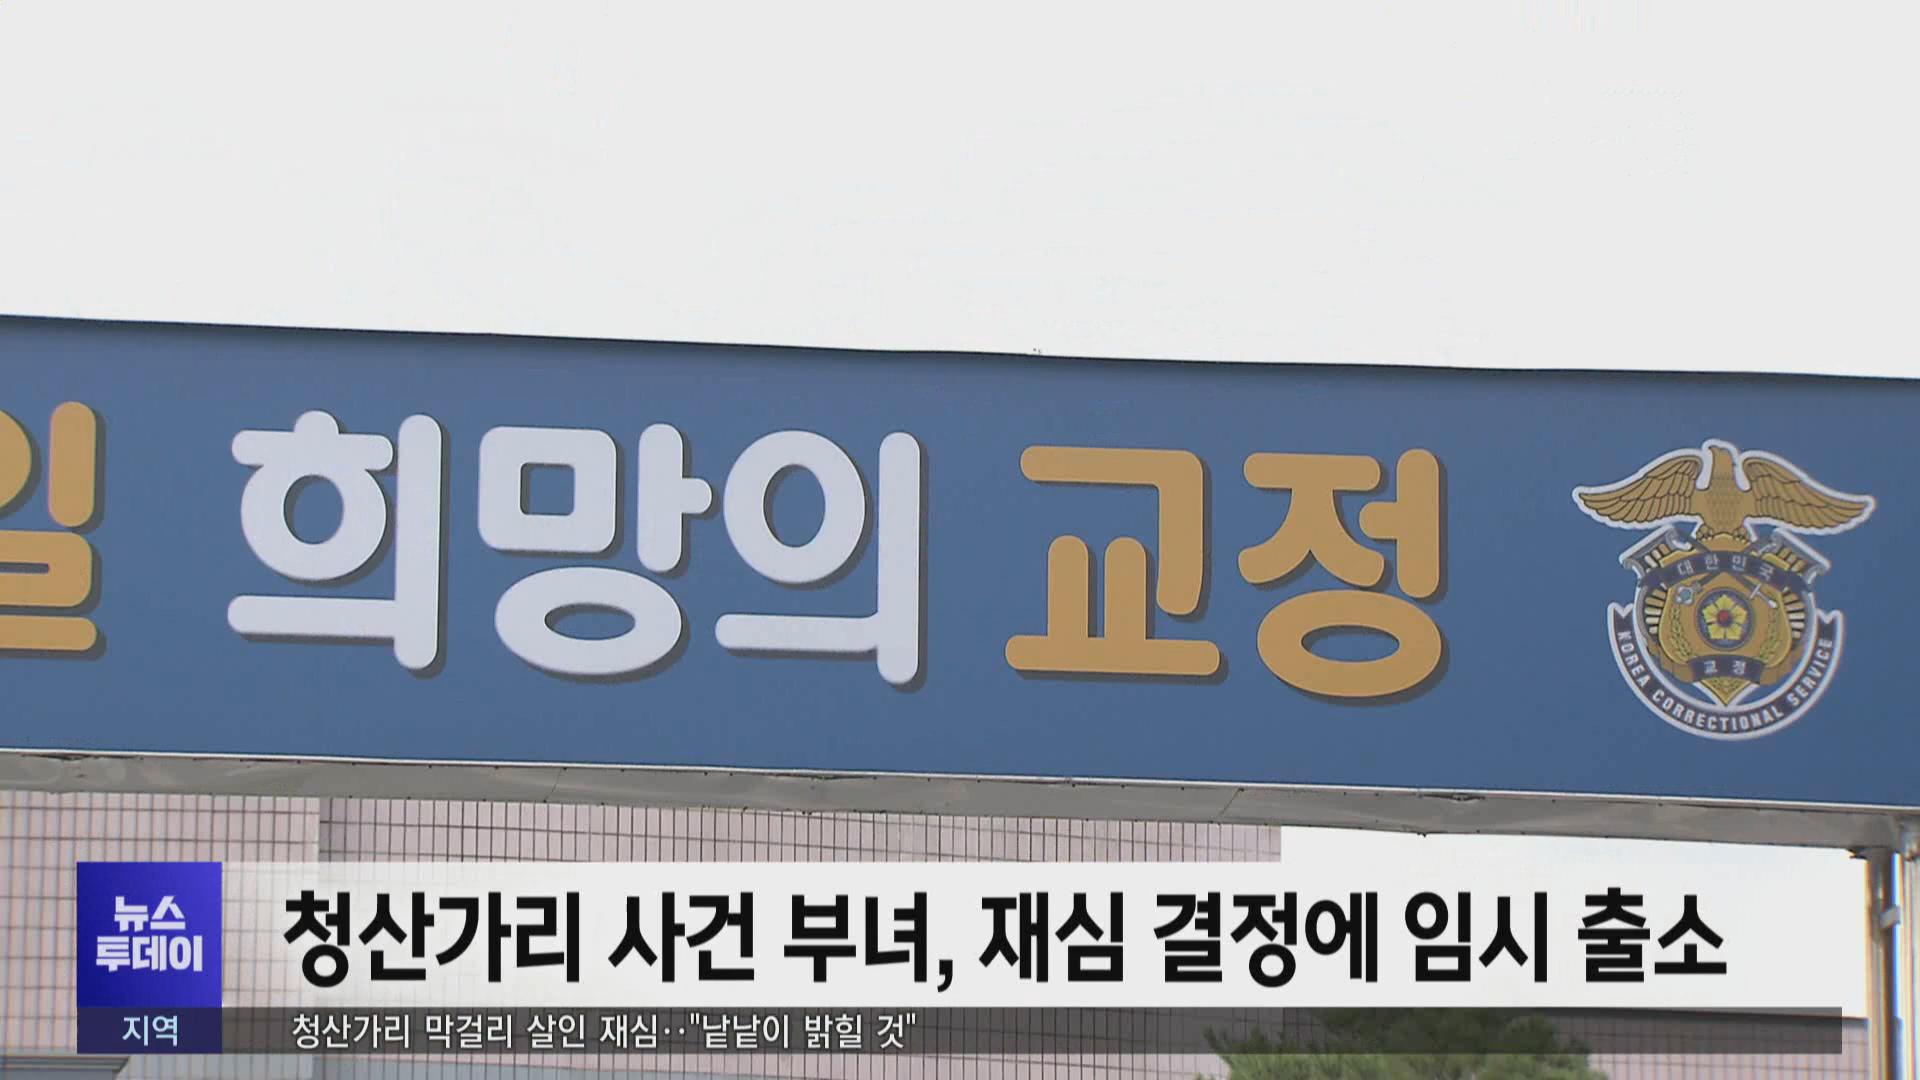 일 희망의 교정
대한민국
교정
KOREA CORRECTIONAL SERVICE
뉴스
투데이
청산가리 사건 부녀, 재심 결정에 임시 출소
지역
청산가리 막걸리 살인 재심‥"낱낱이 밝힐 것"